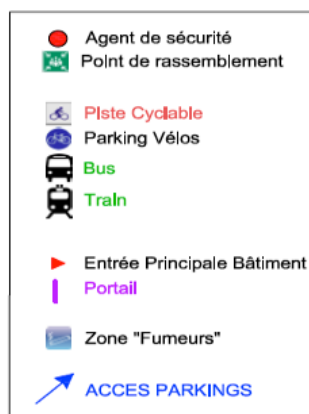 Agent de sécurité
Point de rassemblement
Piste Cyclable
Parking Vélos
Bus
Train
Entrée Principale Bâtiment
Portail
Zone "Fumeurs"
ACCES PARKINGS